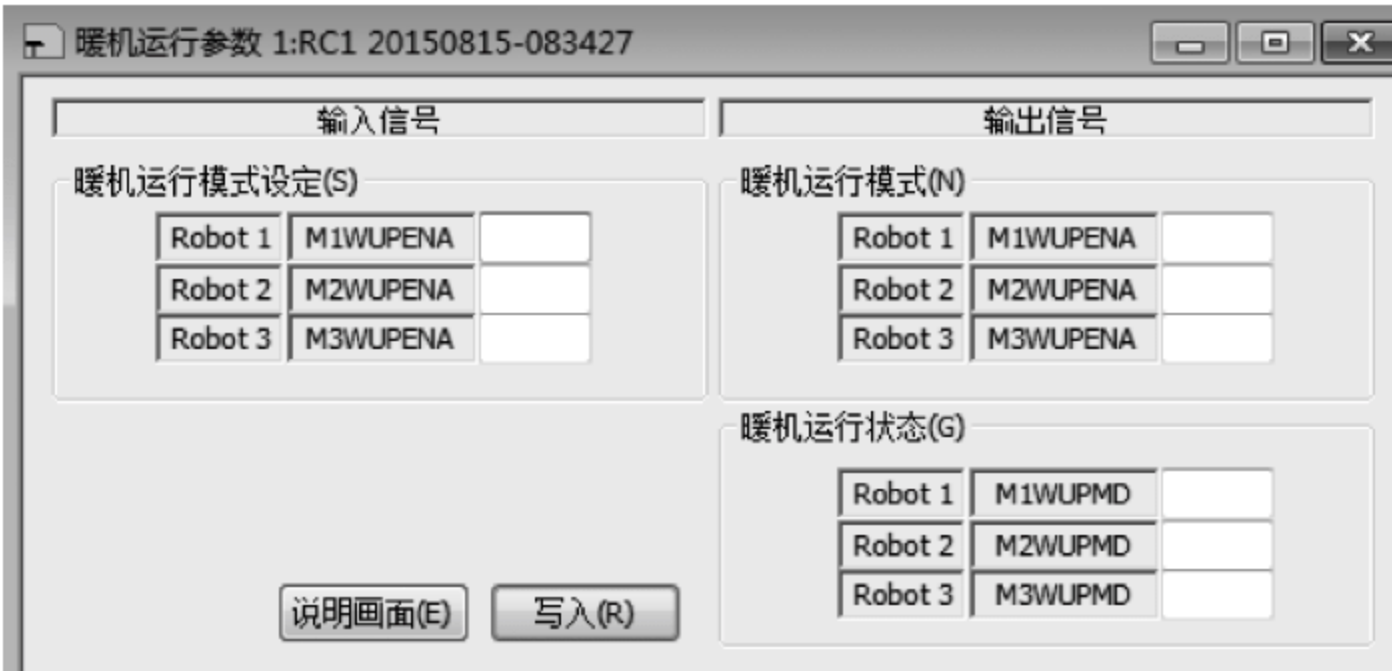 暖机运行参数 1:RC1 20150815-083427
输入信号
暖机运行模式设定(S)
Robot 1 M1WUPENA
Robot 2 M2WUPENA
Robot 3 M3WUPENA
说明画面(E) 写入(R)
输出信号
暖机运行模式(N)
Robot 1 M1WUPENA
Robot 2 M2WUPENA
Robot 3 M3WUPENA
暖机运行状态(G)
Robot 1 M1WUPMD
Robot 2 M2WUPMD
Robot 3 M3WUPMD